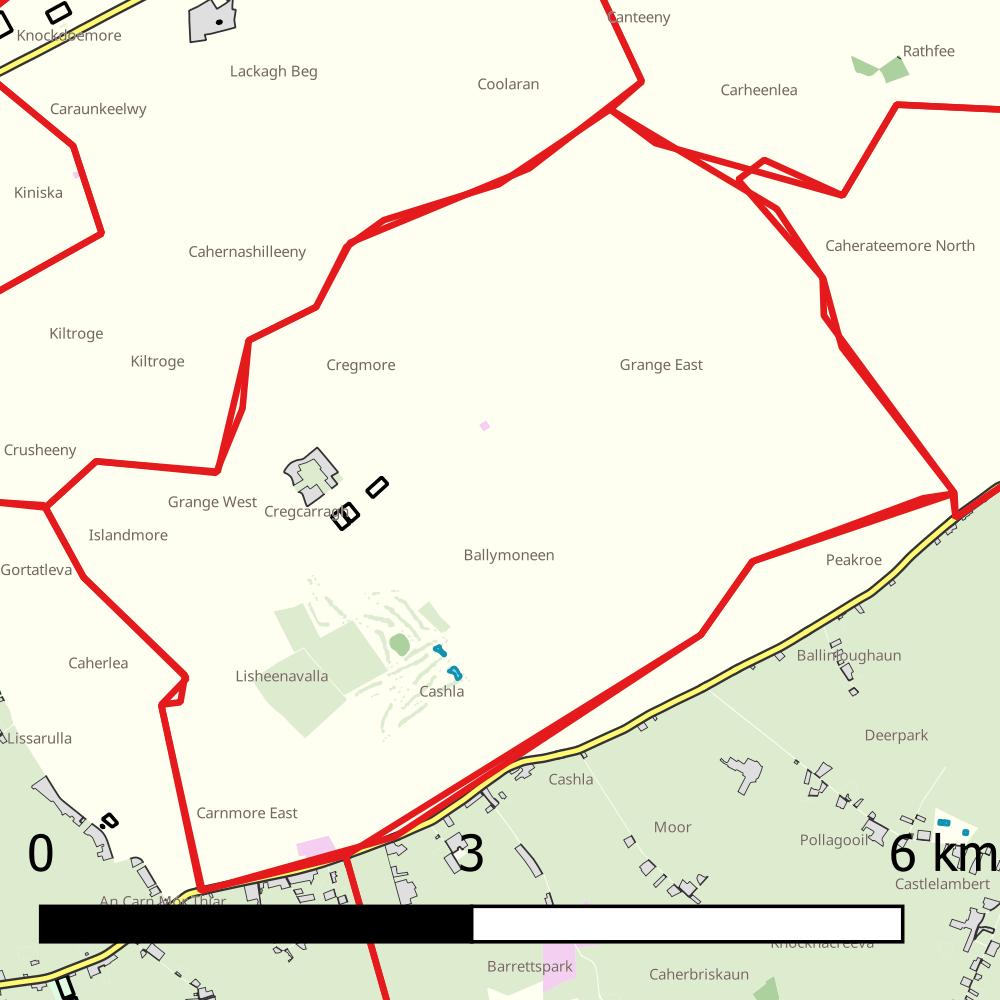 Canteeny
Knockdoemore
Rathfee
Lackagh Beg
Coolaran
Carheenlea
Caraunkeelwy
Kiniska
Cahernashilleeny
Caherateemore North
Kiltroge
Kiltroge
Cregmore
Grange East
Crusheeny
Grange West
Cregcarragh
Islandmore
Ballymoneen
Peakroe
Gortatleva
Caherlea
Lisheenavalla
Cashla
Ballintoughaun
Lissarulla
Deerpark
Cashla
Carnmore East
Moor
Pollagooil
0 3 6 km
Castlelambert
An Carn Mór Thiar
Knocknacreeva
Barrettspark
Caherbriskaun